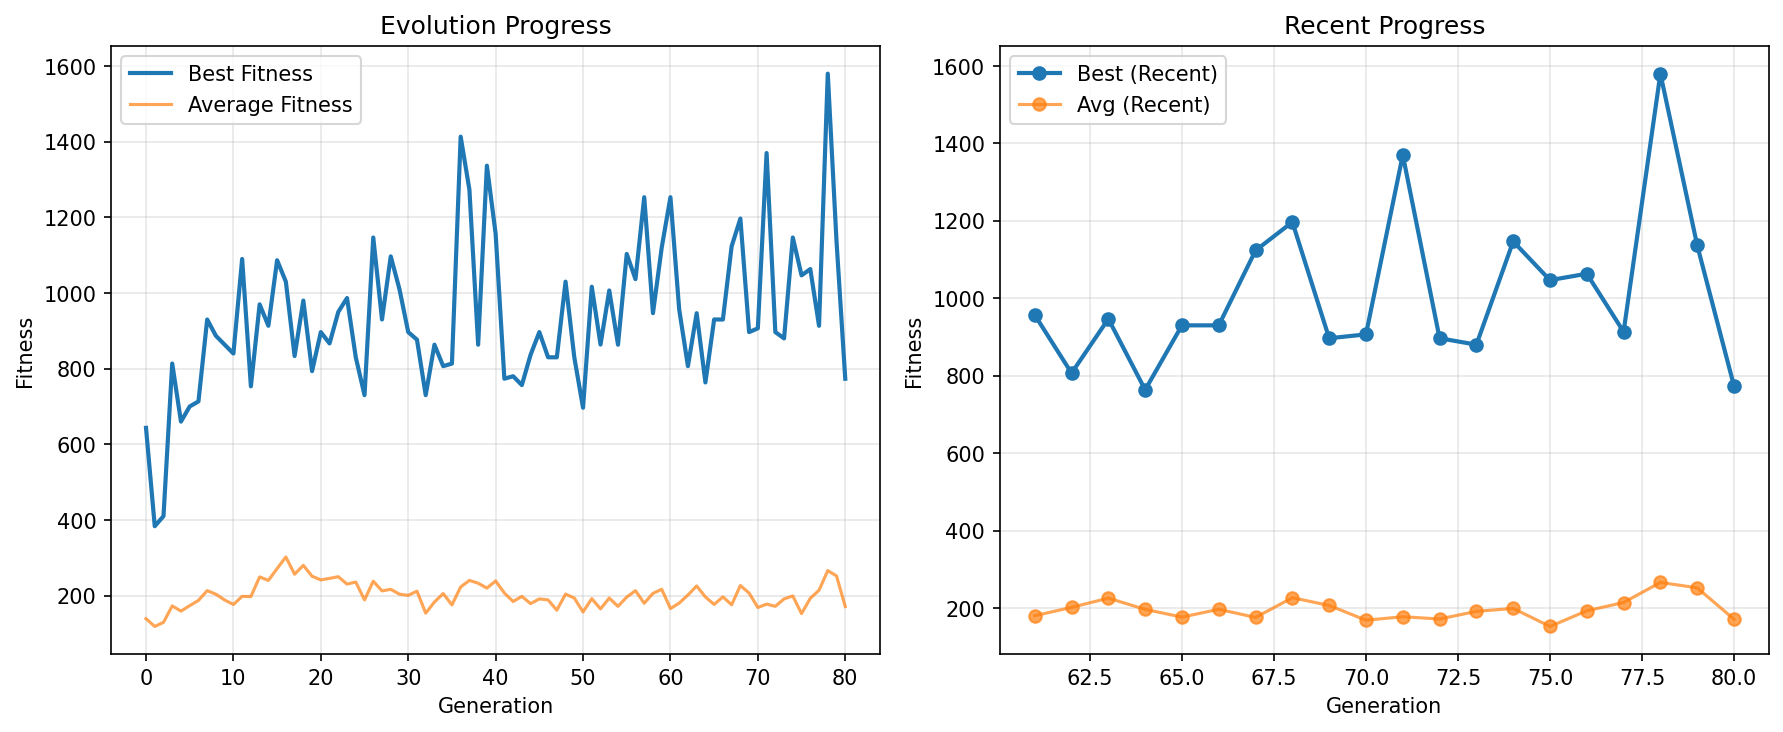 Evolution Progress
Best Fitness
Average Fitness
1600
1400
1200
1000
800
600
400
200
Fitness
0 10 20 30 40 50 60 70 80
Generation
Recent Progress
Best (Recent)
Avg (Recent)
1600
1400
1200
1000
800
600
400
200
Fitness
62.5 65.0 67.5 70.0 72.5 75.0 77.5 80.0
Generation